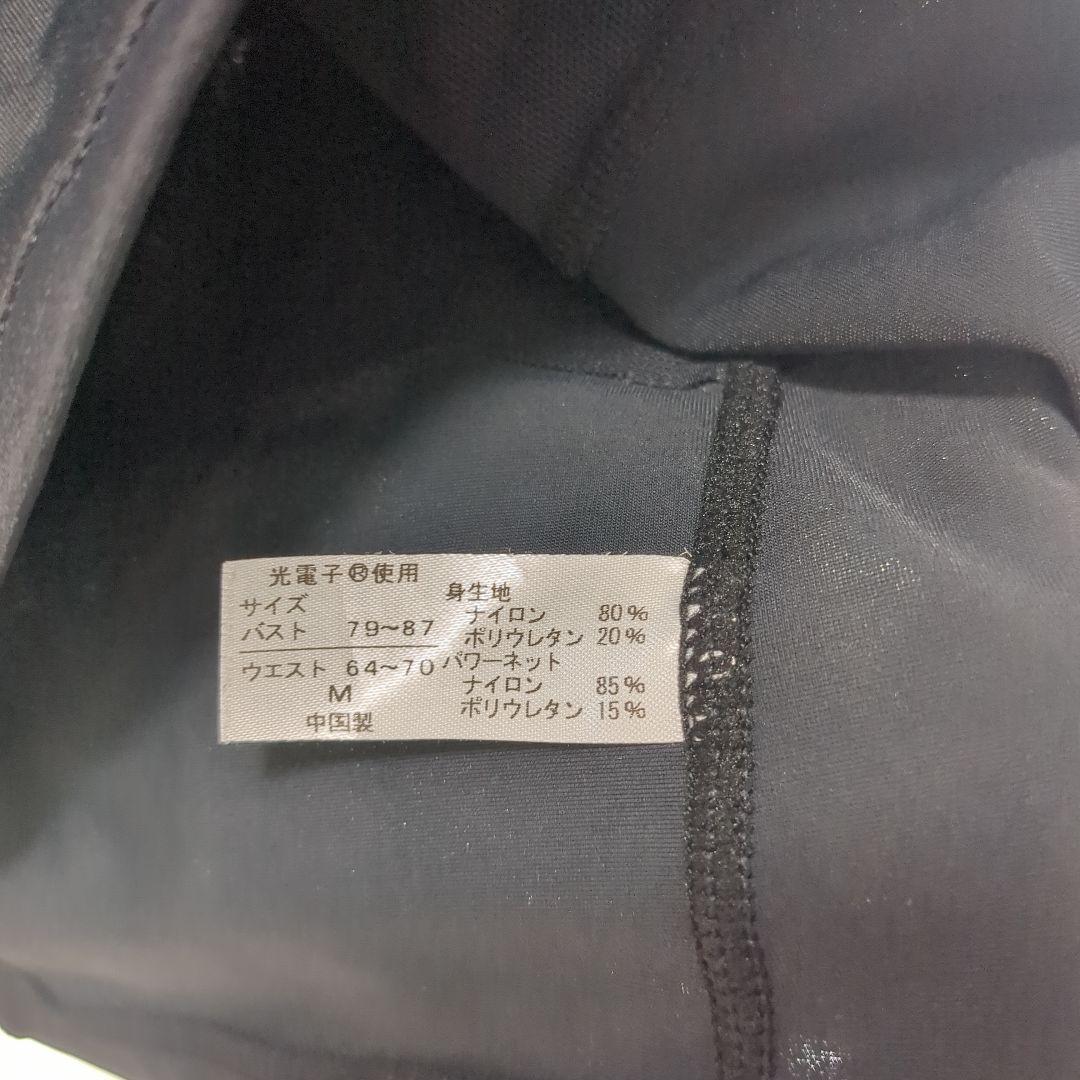 光電子®使用
サイズ
バスト 79～87
ウエスト 64～70
M
中国製
身生地
ナイロン 80%
ポリウレタン 20%
パワーネット
ナイロン 85%
ポリウレタン 15%